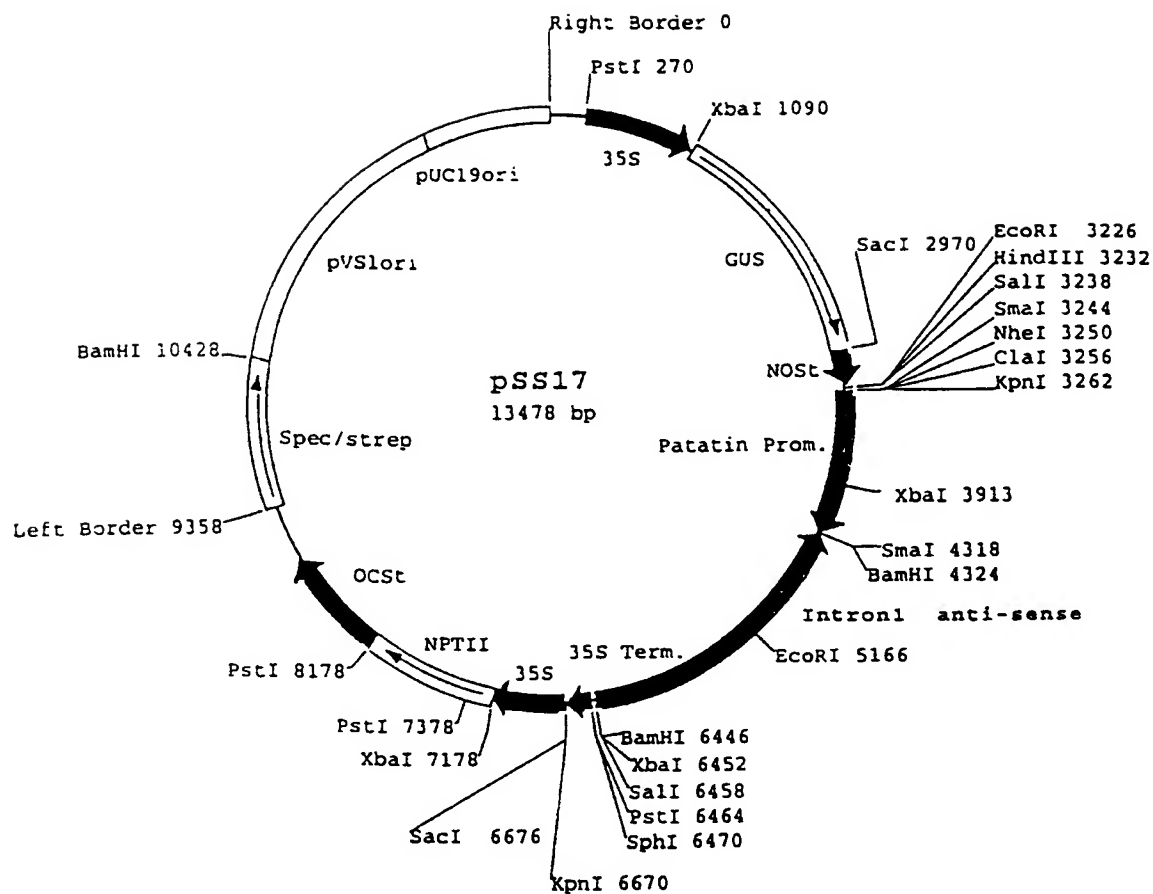 Right Border 0
PstI 270
XbaI 1090
35S
pUC19ori
pVS1ori
GUS
SacI 2970
EcoRI 3226
HindIII 3232
SalI 3238
SmaI 3244
NheI 3250
ClaI 3256
KpnI 3262
BamHI 10428
NOSt
pSS17
13478 bp
Spec/strep
Patatin Prom.
XbaI 3913
Left Border 9358
SmaI 4318
BamHI 4324
OCSt
Intron1 anti-sense
NPTII
35S
35S Term.
EcoRI 5166
PstI 8178
PstI 7378
XbaI 7178
BamHI 6446
XbaI 6452
SalI 6458
PstI 6464
SphI 6470
SacI 6676
KpnI 6670